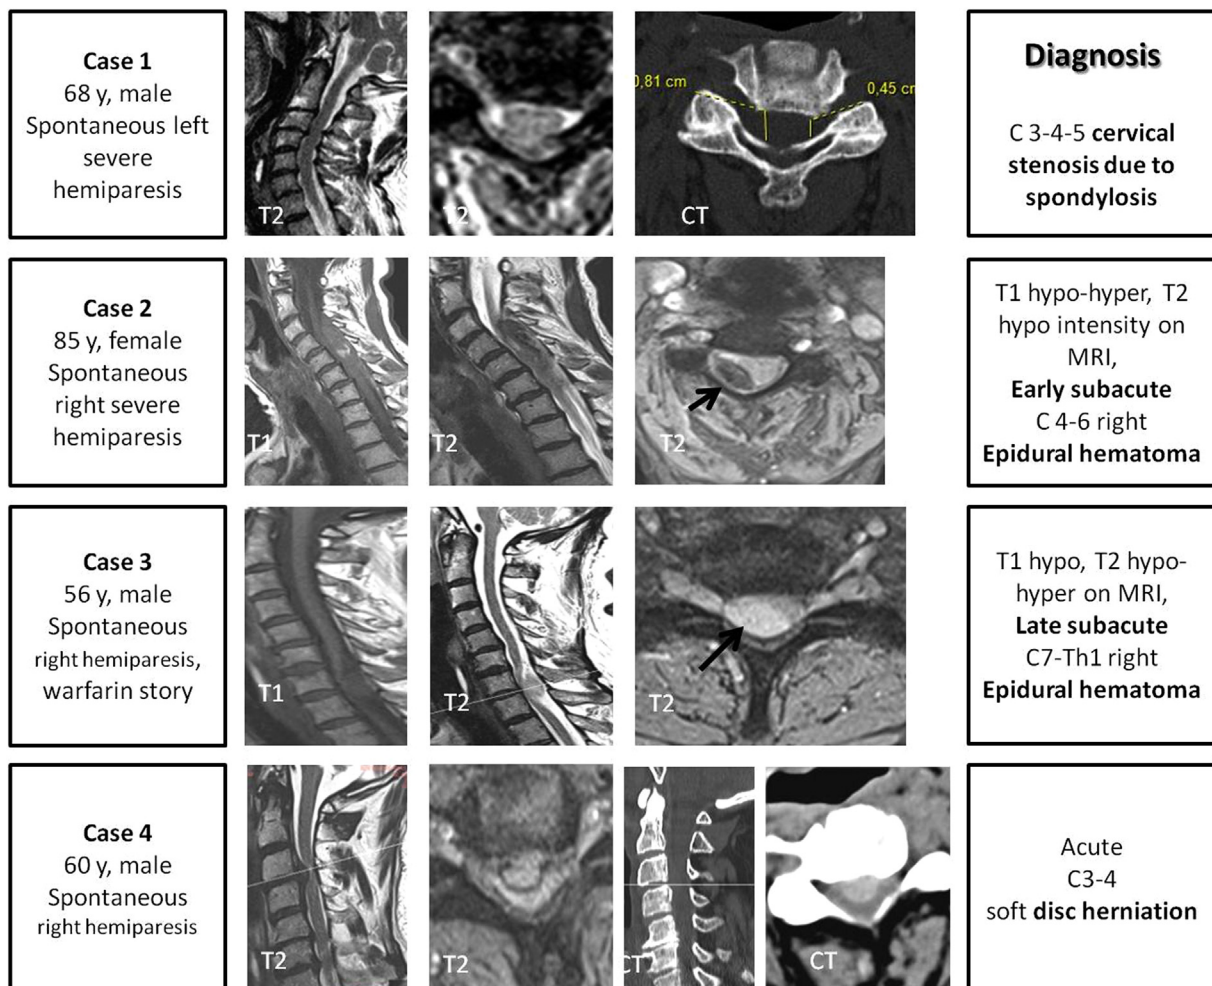 Case 1
68 y, male
Spontaneous left
severe
hemiparesis
T2
T2
0,81 cm
0,45 cm
CT
Diagnosis
C 3-4-5 cervical
stenosis due to
spondylosis
Case 2
85 y, female
Spontaneous
right severe
hemiparesis
T1
T2
T2
T1 hypo-hyper, T2
hypo intensity on
MRI,
Early subacute
C 4-6 right
Epidural hematoma
Case 3
56 y, male
Spontaneous
right hemiparesis,
warfarin story
T1
T2
T2
T1 hypo, T2 hypo-
hyper on MRI,
Late subacute
C7-Th1 right
Epidural hematoma
Case 4
60 y, male
Spontaneous
right hemiparesis
T2
T2
CT
CT
Acute
C3-4
soft disc herniation